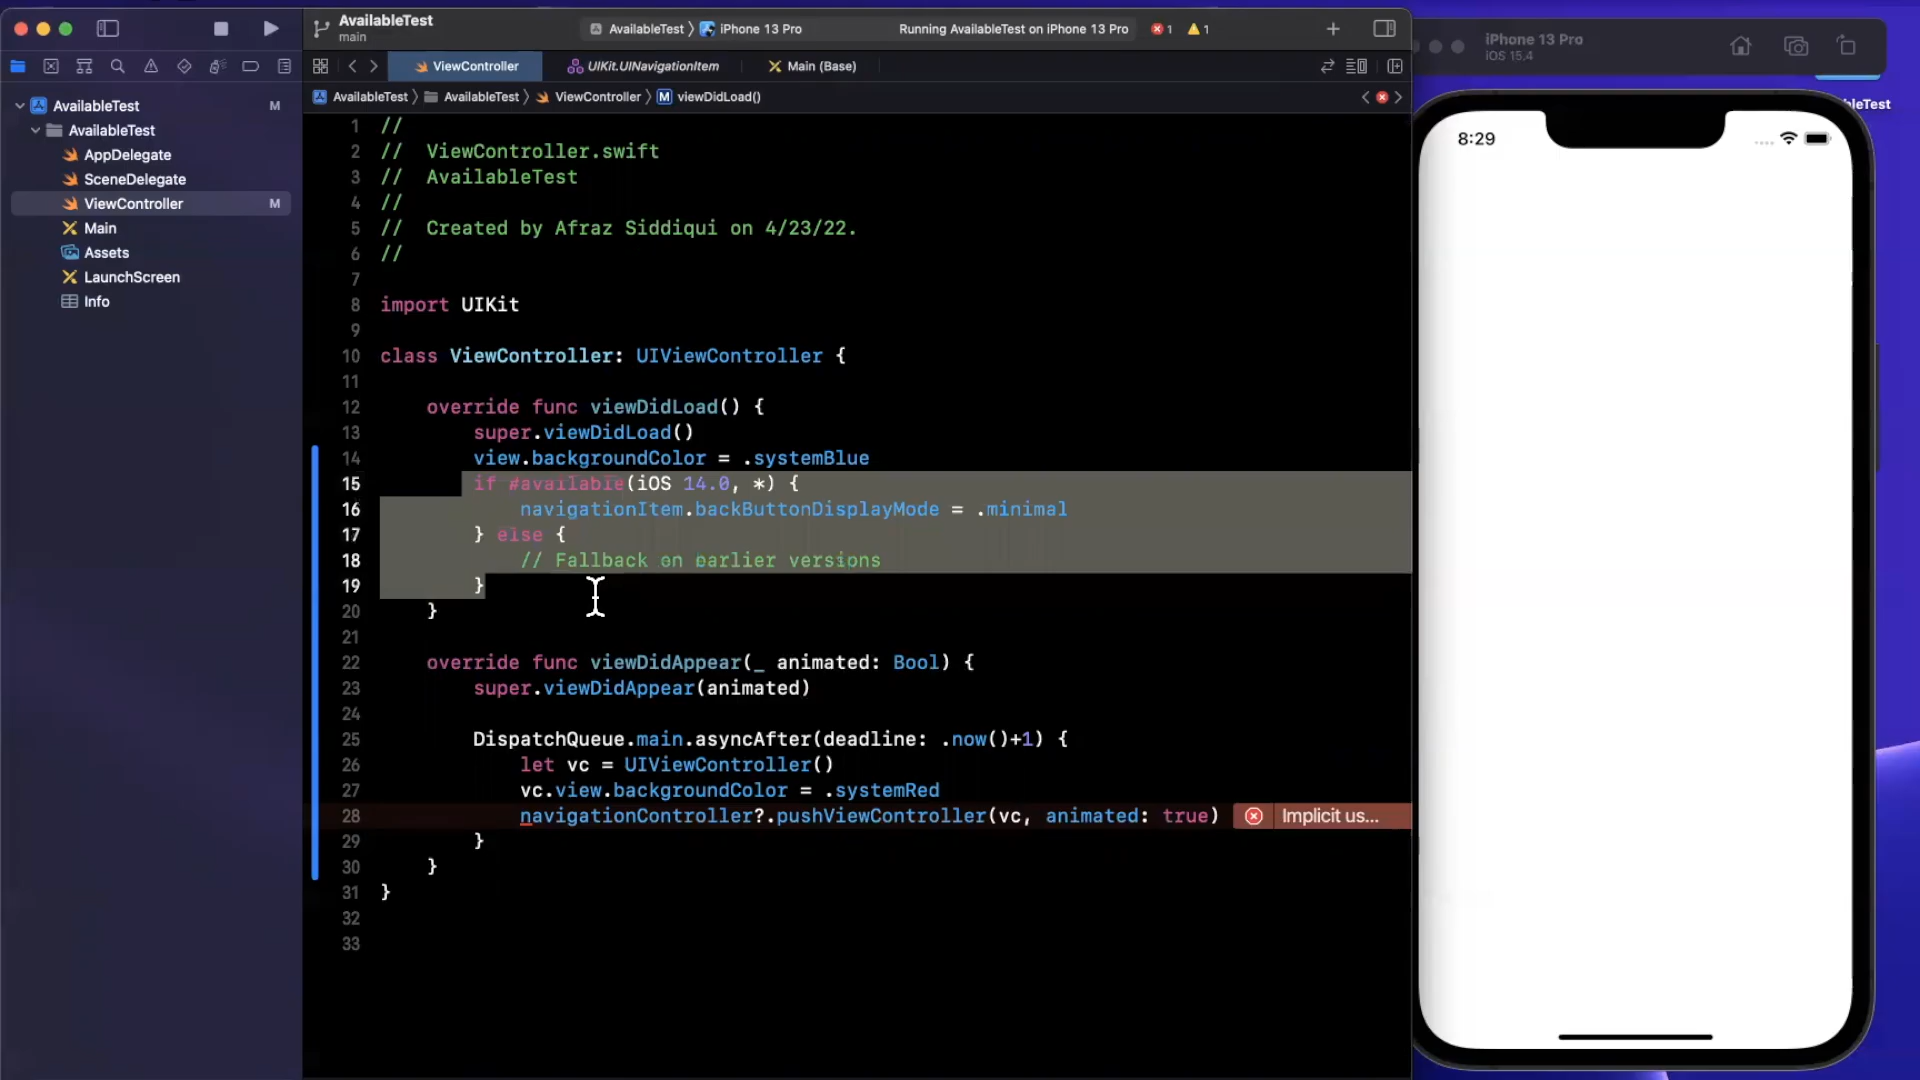 AvailableTest
main
AvailableTest
iPhone 13 Pro
Running AvailableTest on iPhone 13 Pro
1
1
iPhone 13 Pro
iOS 15.4
ViewController
UIKit.UINavigationItem
Main (Base)
AvailableTest
AvailableTest
ViewController
M viewDidLoad()
AvailableTest M
AvailableTest
AppDelegate
SceneDelegate
ViewController M
Main
Assets
LaunchScreen
Info
1 //
2 //  ViewController.swift
3 //  AvailableTest
4 //
5 //  Created by Afraz Siddiqui on 4/23/22.
6 //
7
8 import UIKit
9
10 class ViewController: UIViewController {
11
12     override func viewDidLoad() {
13         super.viewDidLoad()
14         view.backgroundColor = .systemBlue
15         if #available(iOS 14.0, *) {
16             navigationItem.backButtonDisplayMode = .minimal
17         } else {
18             // Fallback on earlier versions
19         }
20     }
21
22     override func viewDidAppear(_ animated: Bool) {
23         super.viewDidAppear(animated)
24
25         DispatchQueue.main.asyncAfter(deadline: .now()+1) {
26             let vc = UIViewController()
27             vc.view.backgroundColor = .systemRed
28             navigationController?.pushViewController(vc, animated: true)
Implicit us...
29         }
30     }
31 }
32
33
8:29
bleTest